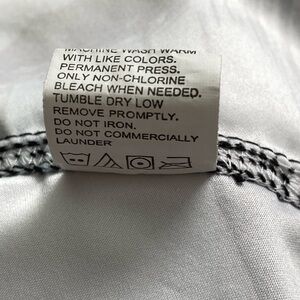 MACHINE WASH WARM
WITH LIKE COLORS.
PERMANENT PRESS.
ONLY NON-CHLORINE
BLEACH WHEN NEEDED.
TUMBLE DRY LOW
REMOVE PROMPTLY.
DO NOT IRON.
DO NOT COMMERCIALLY
LAUNDER